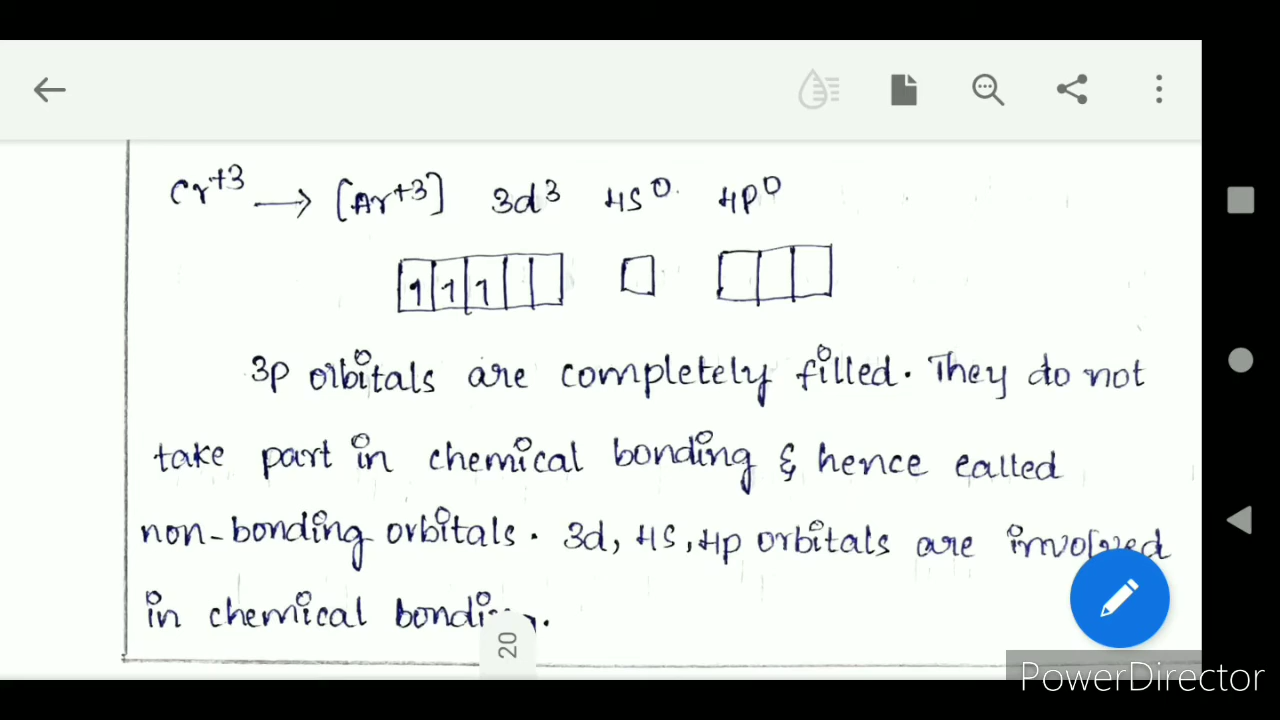 Cr+3 → [Ar+3] 3d3 4s0 4p0
1 1 1
3p orbitals are completely filled. They do not
take part in chemical bonding & hence called
non-bonding orbitals. 3d, 4s, 4p orbitals are involved
in chemical bonding.
20
PowerDirector